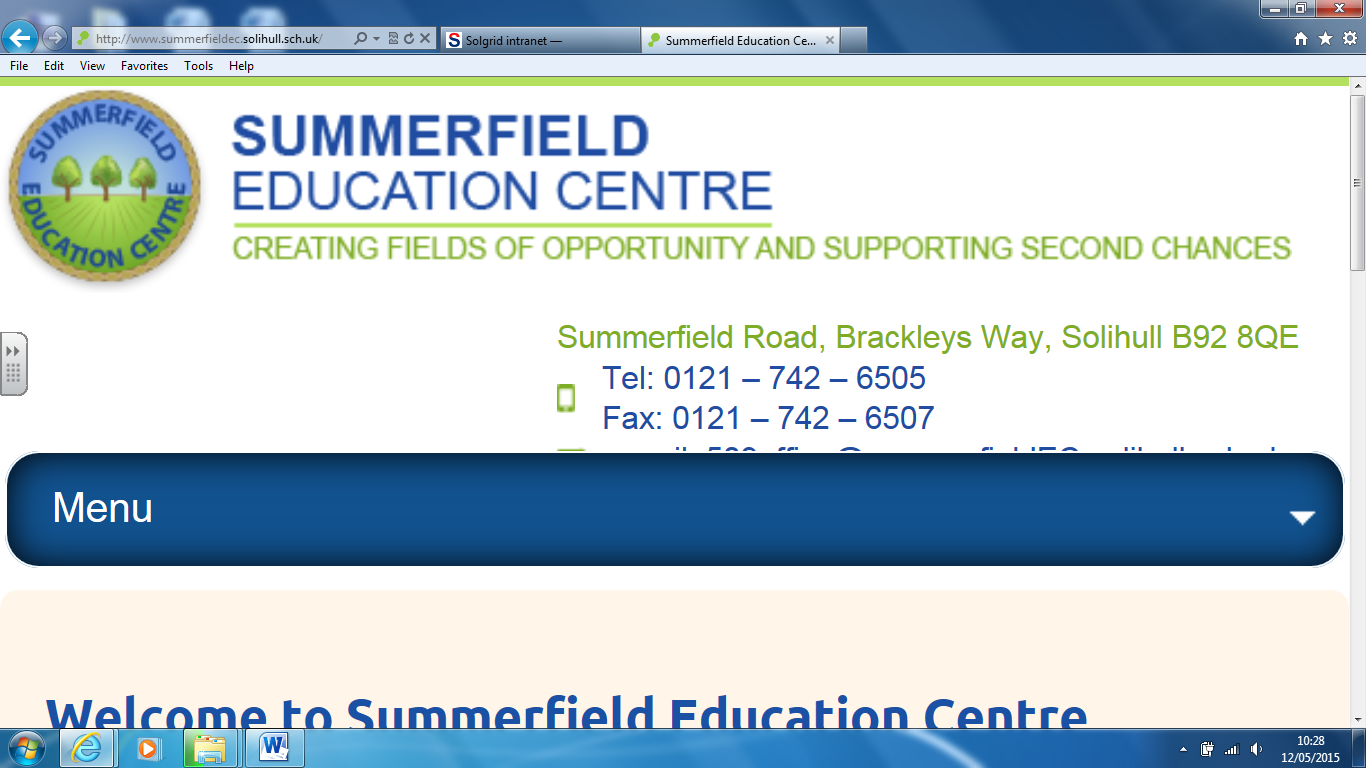 http://www.summerfieldec.solihull.sch.uk/
Solgrid intranet —
Summerfield Education Ce...
File Edit View Favorites Tools Help
SUMMERFIELD EDUCATION CENTRE
SUMMERFIELD
EDUCATION CENTRE
CREATING FIELDS OF OPPORTUNITY AND SUPPORTING SECOND CHANCES
Summerfield Road, Brackleys Way, Solihull B92 8QE
Tel: 0121 – 742 – 6505
Fax: 0121 – 742 – 6507
Menu
Welcome to Summerfield Education Centre
10:28
12/05/2015